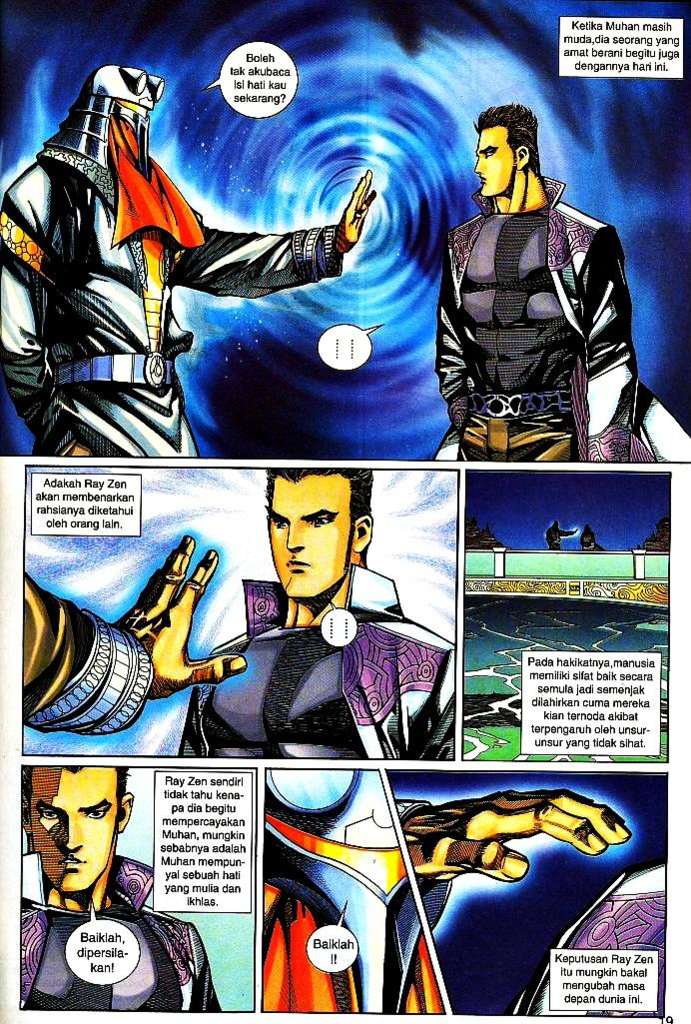 Ketika Muhan masih
muda,dia seorang yang
amat berani begitu juga
dengannya hari ini.
Boleh
tak akubaca
isi hati kau
sekarang?
Adakah Ray Zen
akan membenarkan
rahsianya diketahui
oleh orang lain.
Pada hakikatnya,manusia
memiliki sifat baik secara
semula jadi semenjak
dilahirkan cuma mereka
kian ternoda akibat
terpengaruh oleh unsur-
unsur yang tidak sihat.
Ray Zen sendiri
tidak tahu kena-
pa dia begitu
mempercayakan
Muhan, mungkin
sebabnya adalah
Muhan mempun-
yai sebuah hati
yang mulia dan
ikhlas.
Baiklah,
dipersila-
kan!
Baiklah
!!
Keputusan Ray Zen
itu mungkin bakal
mengubah masa
depan dunia ini.
79